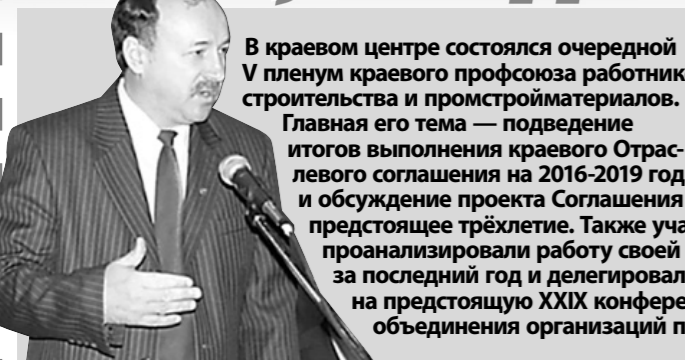 В краевом центре состоялся очередной
V пленум краевого профсоюза работник
строительства и промстройматериалов.
Главная его тема — подведение
итогов выполнения краевого Отрас-
левого соглашения на 2016-2019 год
и обсуждение проекта Соглашения
предстоящее трёхлетие. Также уча
проанализировали работу своей
за последний год и делегировал
на предстоящую XXIX конфере
объединения организаций п